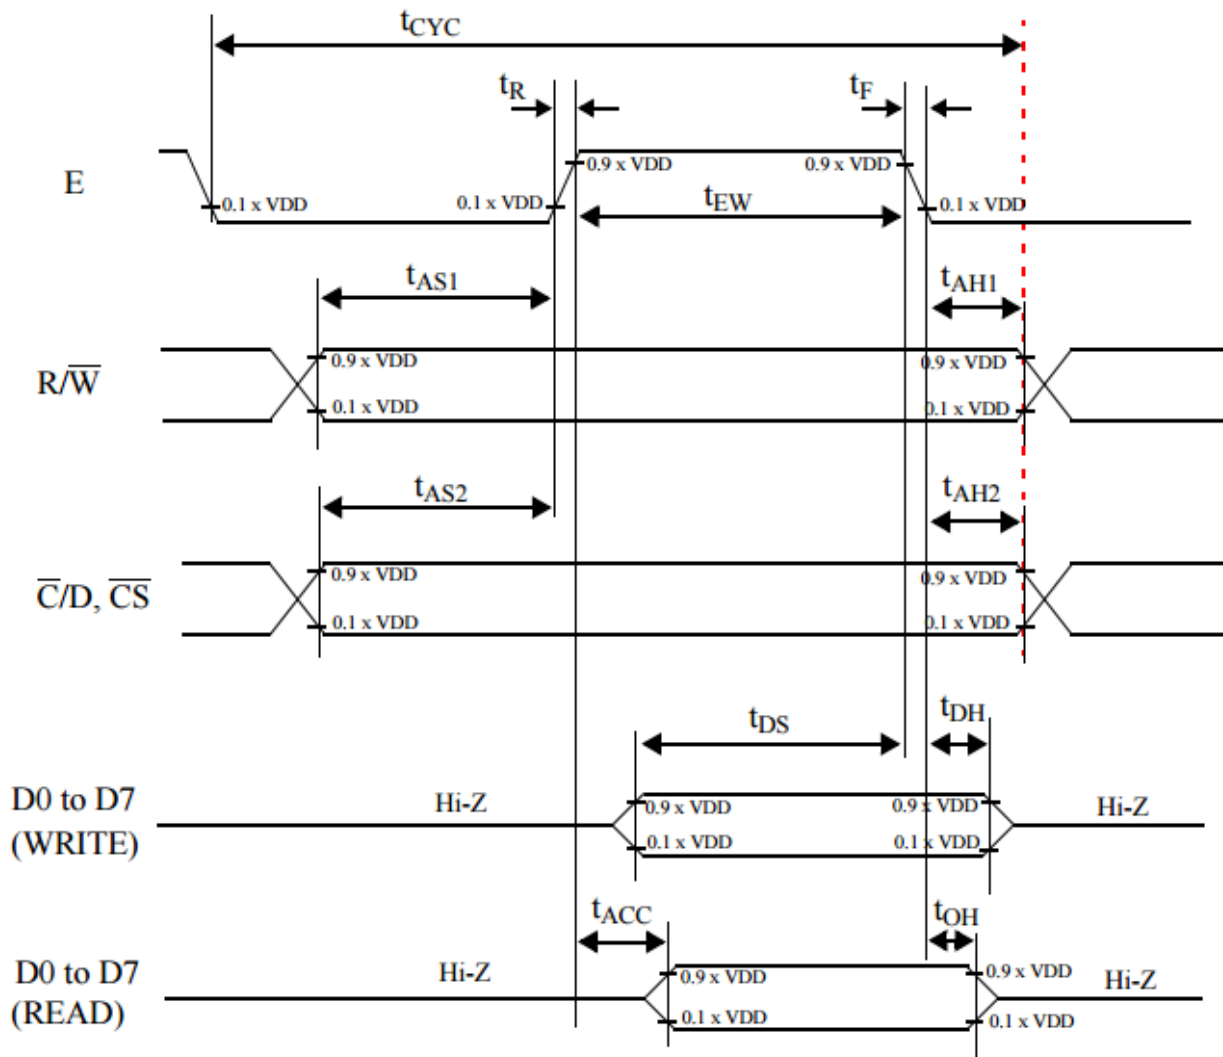 tCYC
tR
tF
E
0.9 x VDD
0.9 x VDD
0.1 x VDD
0.1 x VDD
tEW
0.1 x VDD
tAS1
tAH1
R/W̅
0.9 x VDD
0.9 x VDD
0.1 x VDD
0.1 x VDD
tAS2
tAH2
C̅/D, C̅S̅
0.9 x VDD
0.9 x VDD
0.1 x VDD
0.1 x VDD
tDS
tDH
D0 to D7
(WRITE)
Hi-Z
0.9 x VDD
0.9 x VDD
Hi-Z
0.1 x VDD
0.1 x VDD
tACC
tOH
D0 to D7
(READ)
Hi-Z
0.9 x VDD
0.9 x VDD
Hi-Z
0.1 x VDD
0.1 x VDD